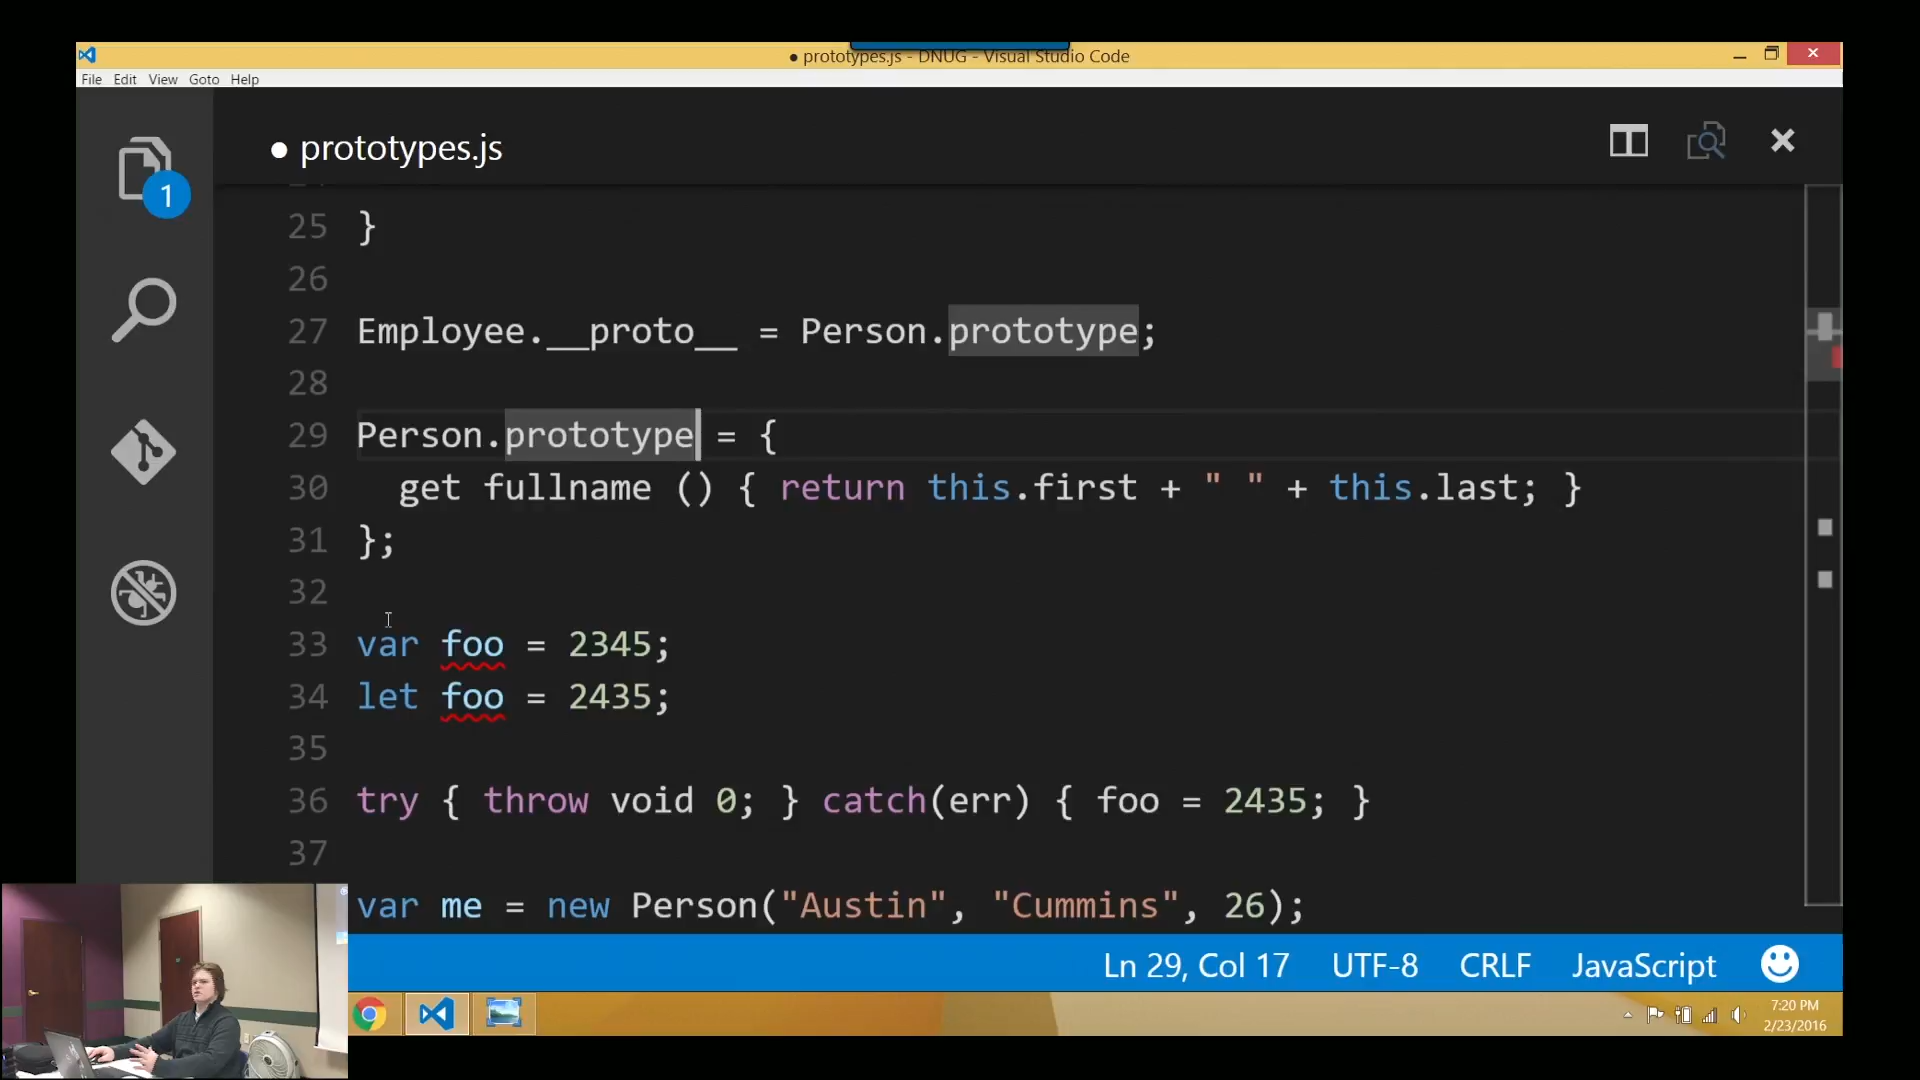 ● prototypes.js - DNUG - Visual Studio Code
File Edit View Goto Help
● prototypes.js
1
25 }
26
27 Employee.__proto__ = Person.prototype;
28
29 Person.prototype = {
30 get fullname () { return this.first + " " + this.last; }
31 };
32
33 var foo = 2345;
34 let foo = 2435;
35
36 try { throw void 0; } catch(err) { foo = 2435; }
37
var me = new Person("Austin", "Cummins", 26);
Ln 29, Col 17 UTF-8 CRLF JavaScript
7:20 PM
2/23/2016